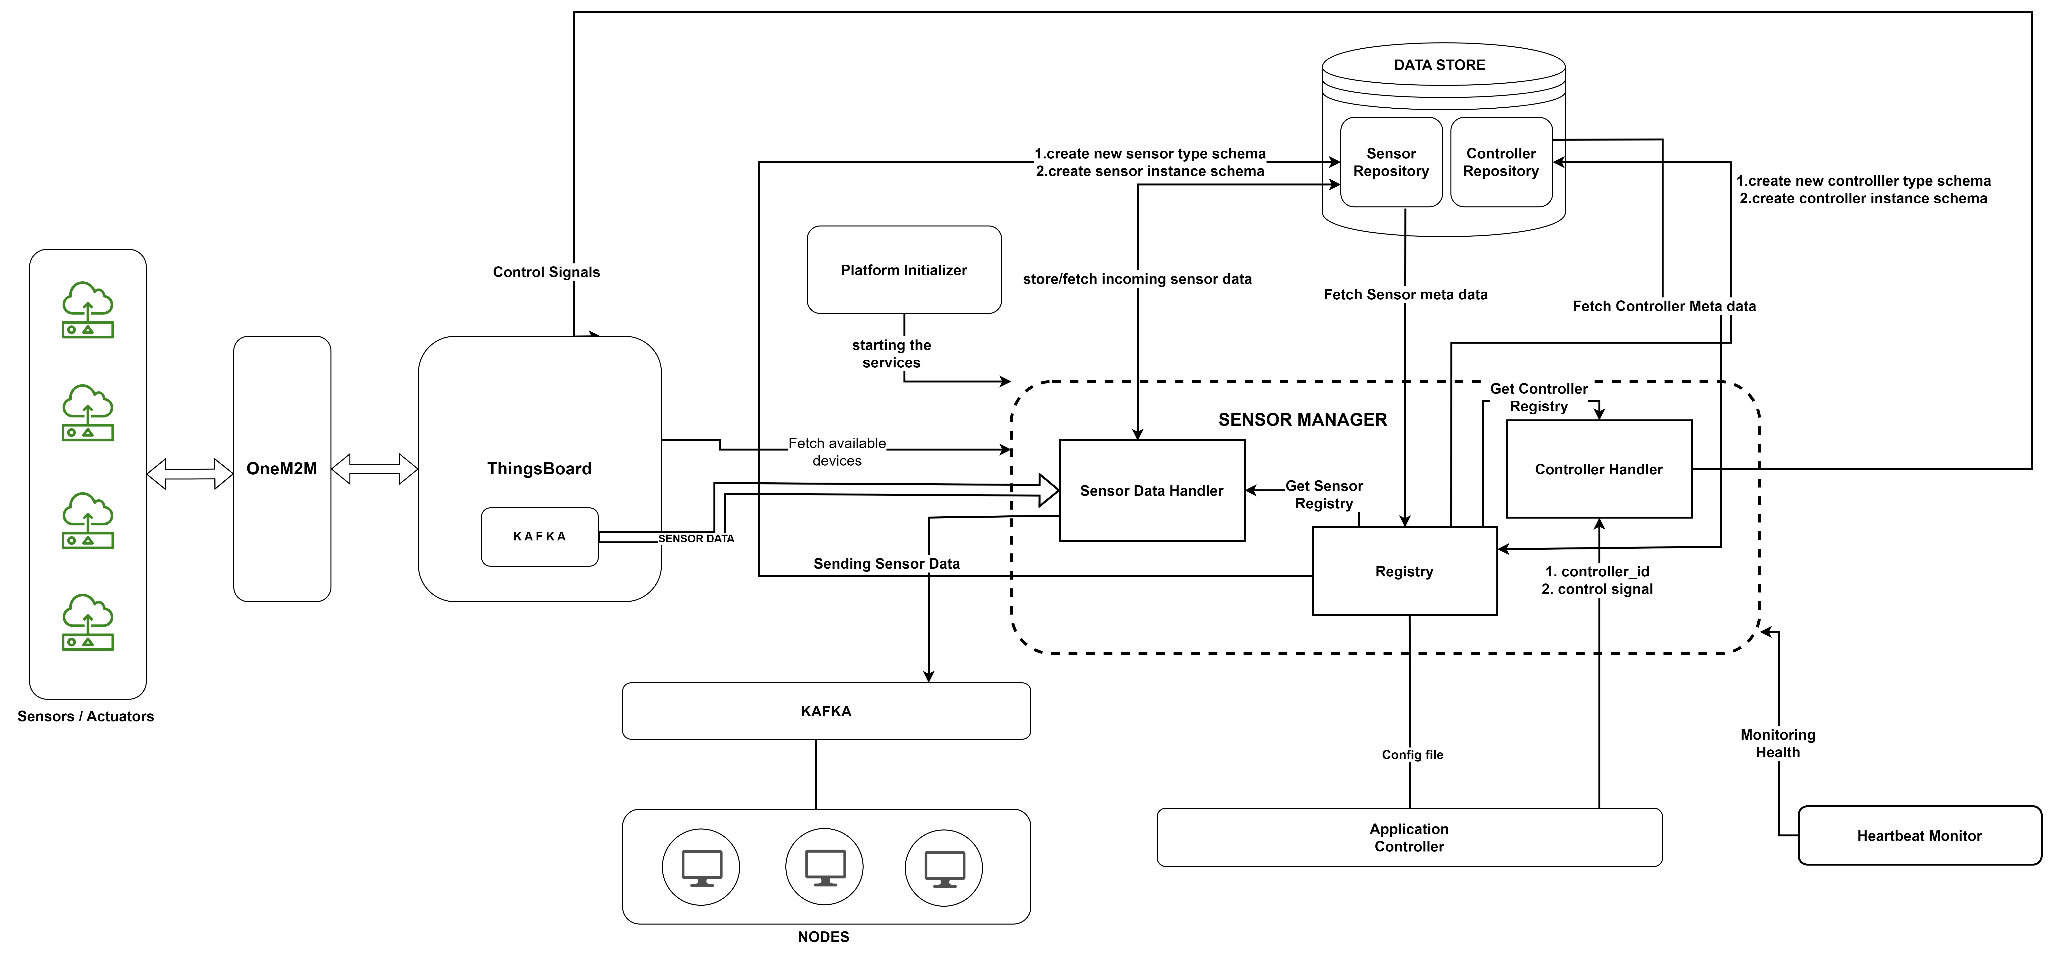 DATA STORE
Sensor
Repository
Controller
Repository
1.create new sensor type schema
2.create sensor instance schema
1.create new controlller type schema
2.create controller instance schema
Platform Initializer
Control Signals
store/fetch incoming sensor data
Fetch Sensor meta data
Fetch Controller Meta data
starting the
services
Get Controller
Registry
SENSOR MANAGER
Fetch available
devices
OneM2M
ThingsBoard
Controller Handler
Sensor Data Handler
Get Sensor
Registry
KAFKA
SENSOR DATA
Sending Sensor Data
Registry
1. controller_id
2. control signal
Sensors / Actuators
KAFKA
Monitoring
Health
Config file
Application
Controller
Heartbeat Monitor
NODES